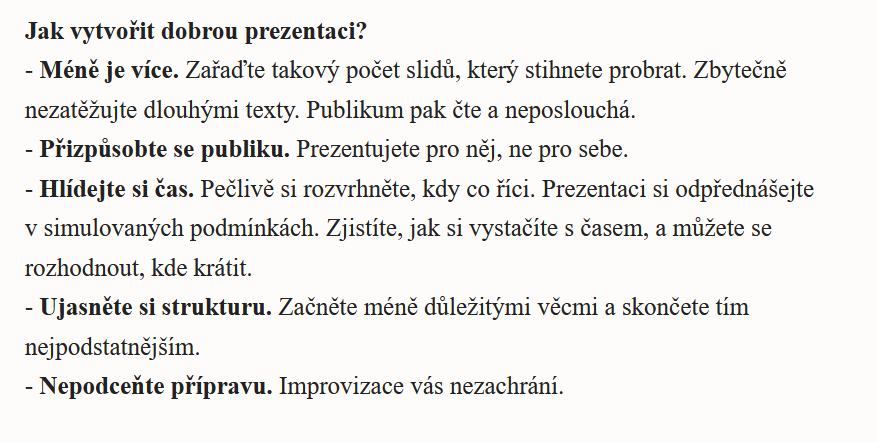 Jak vytvořit dobrou prezentaci?
- Méně je více. Zařaďte takový počet slidů, který stihnete probrat. Zbytečně
nezatěžujte dlouhými texty. Publikum pak čte a neposlouchá.
- Přizpůsobte se publiku. Prezentujete pro něj, ne pro sebe.
- Hlídejte si čas. Pečlivě si rozvrhněte, kdy co říci. Prezentaci si odpřednášejte
v simulovaných podmínkách. Zjistíte, jak si vystačíte s časem, a můžete se
rozhodnout, kde krátit.
- Ujasněte si strukturu. Začněte méně důležitými věcmi a skončete tím
nejpodstatnějším.
- Nepodceňte přípravu. Improvizace vás nezachrání.